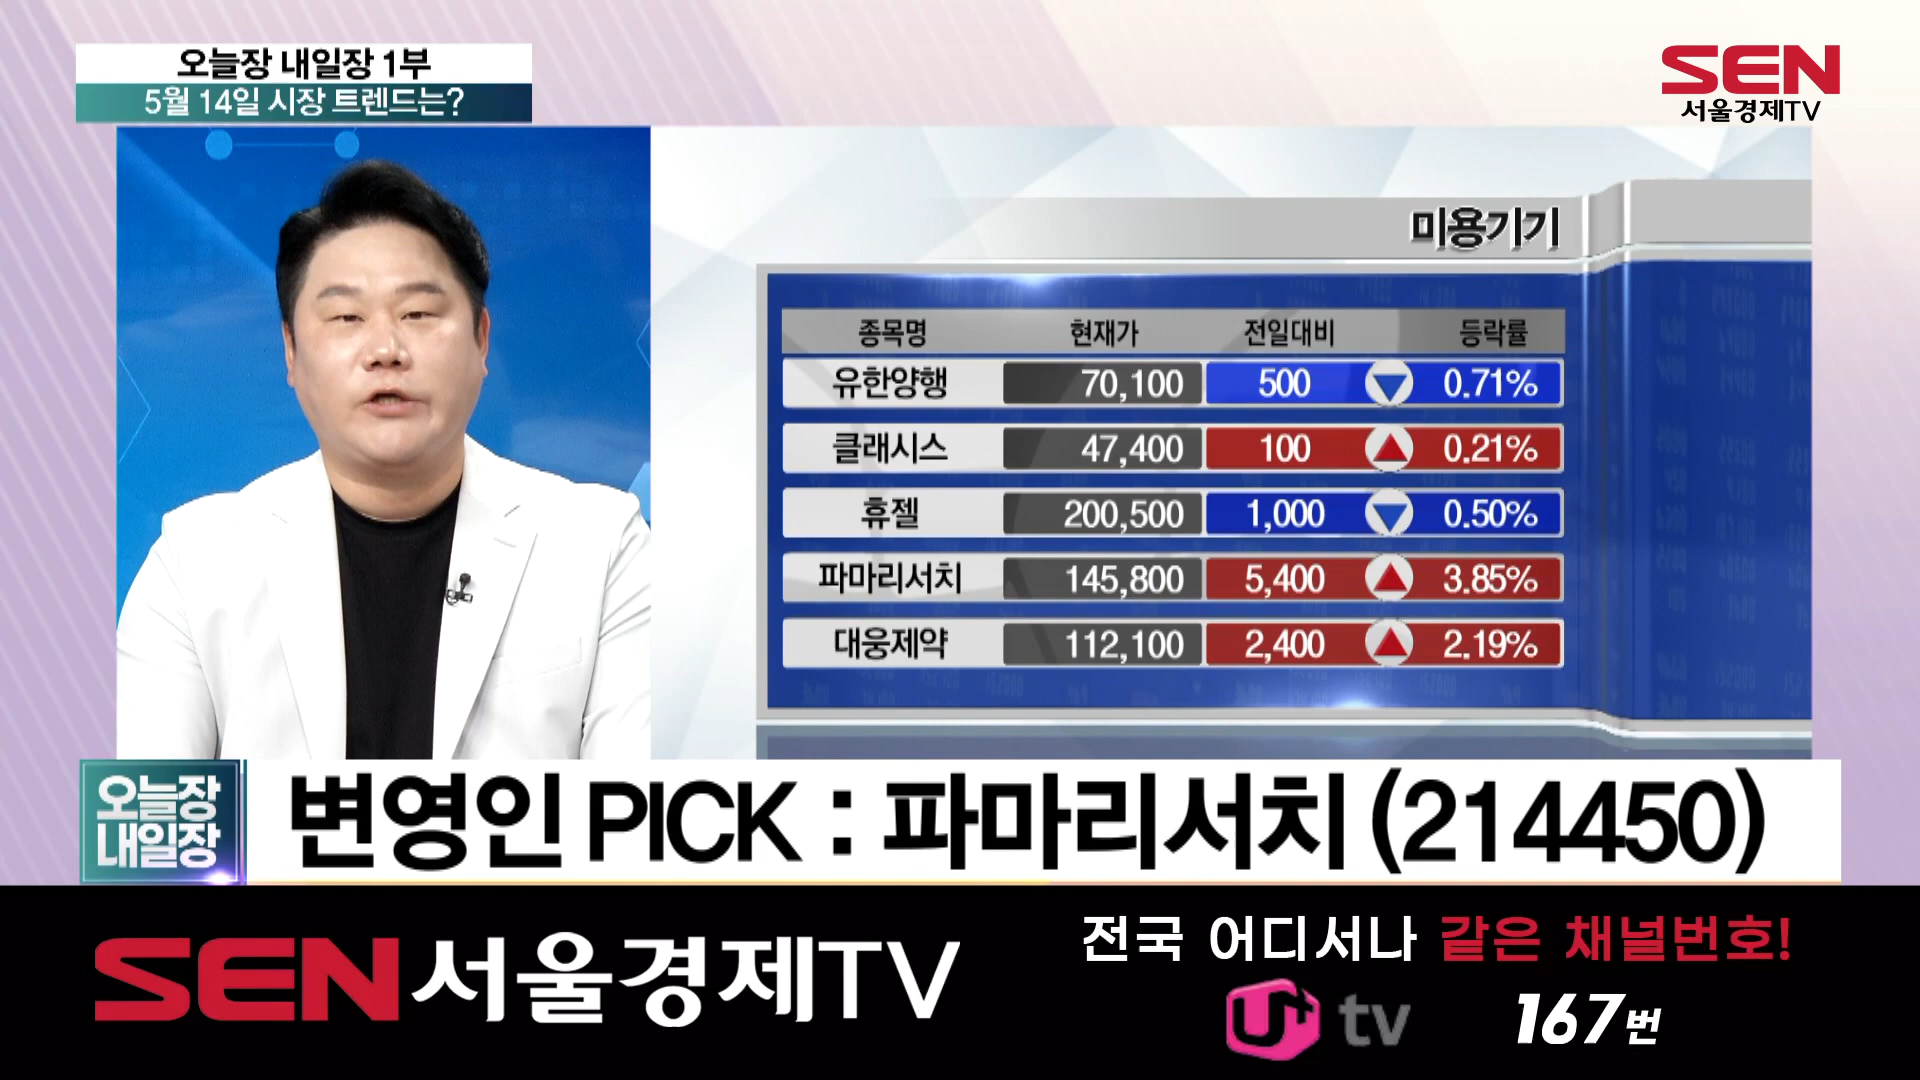 오늘장 내일장 1부
5월 14일 시장 트렌드는?
SEN
서울경제TV
미용기기
종목명 현재가 전일대비 등락률
유한양행 70,100 500 ▼ 0.71%
클래시스 47,400 100 ▲ 0.21%
휴젤 200,500 1,000 ▼ 0.50%
파마리서치 145,800 5,400 ▲ 3.85%
대웅제약 112,100 2,400 ▲ 2.19%
오늘장
내일장
변영인 PICK : 파마리서치 (214450)
SEN 서울경제TV
전국 어디서나 같은 채널번호!
U+ tv 167번